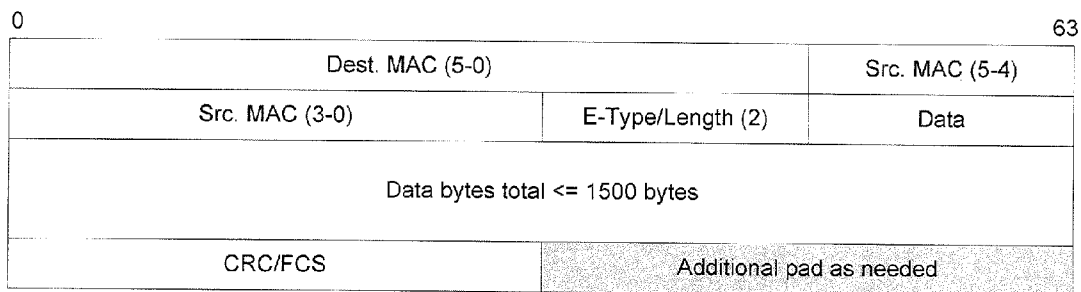 0 63
Dest. MAC (5-0) Src. MAC (5-4)
Src. MAC (3-0) E-Type/Length (2) Data
Data bytes total <= 1500 bytes
CRC/FCS Additional pad as needed